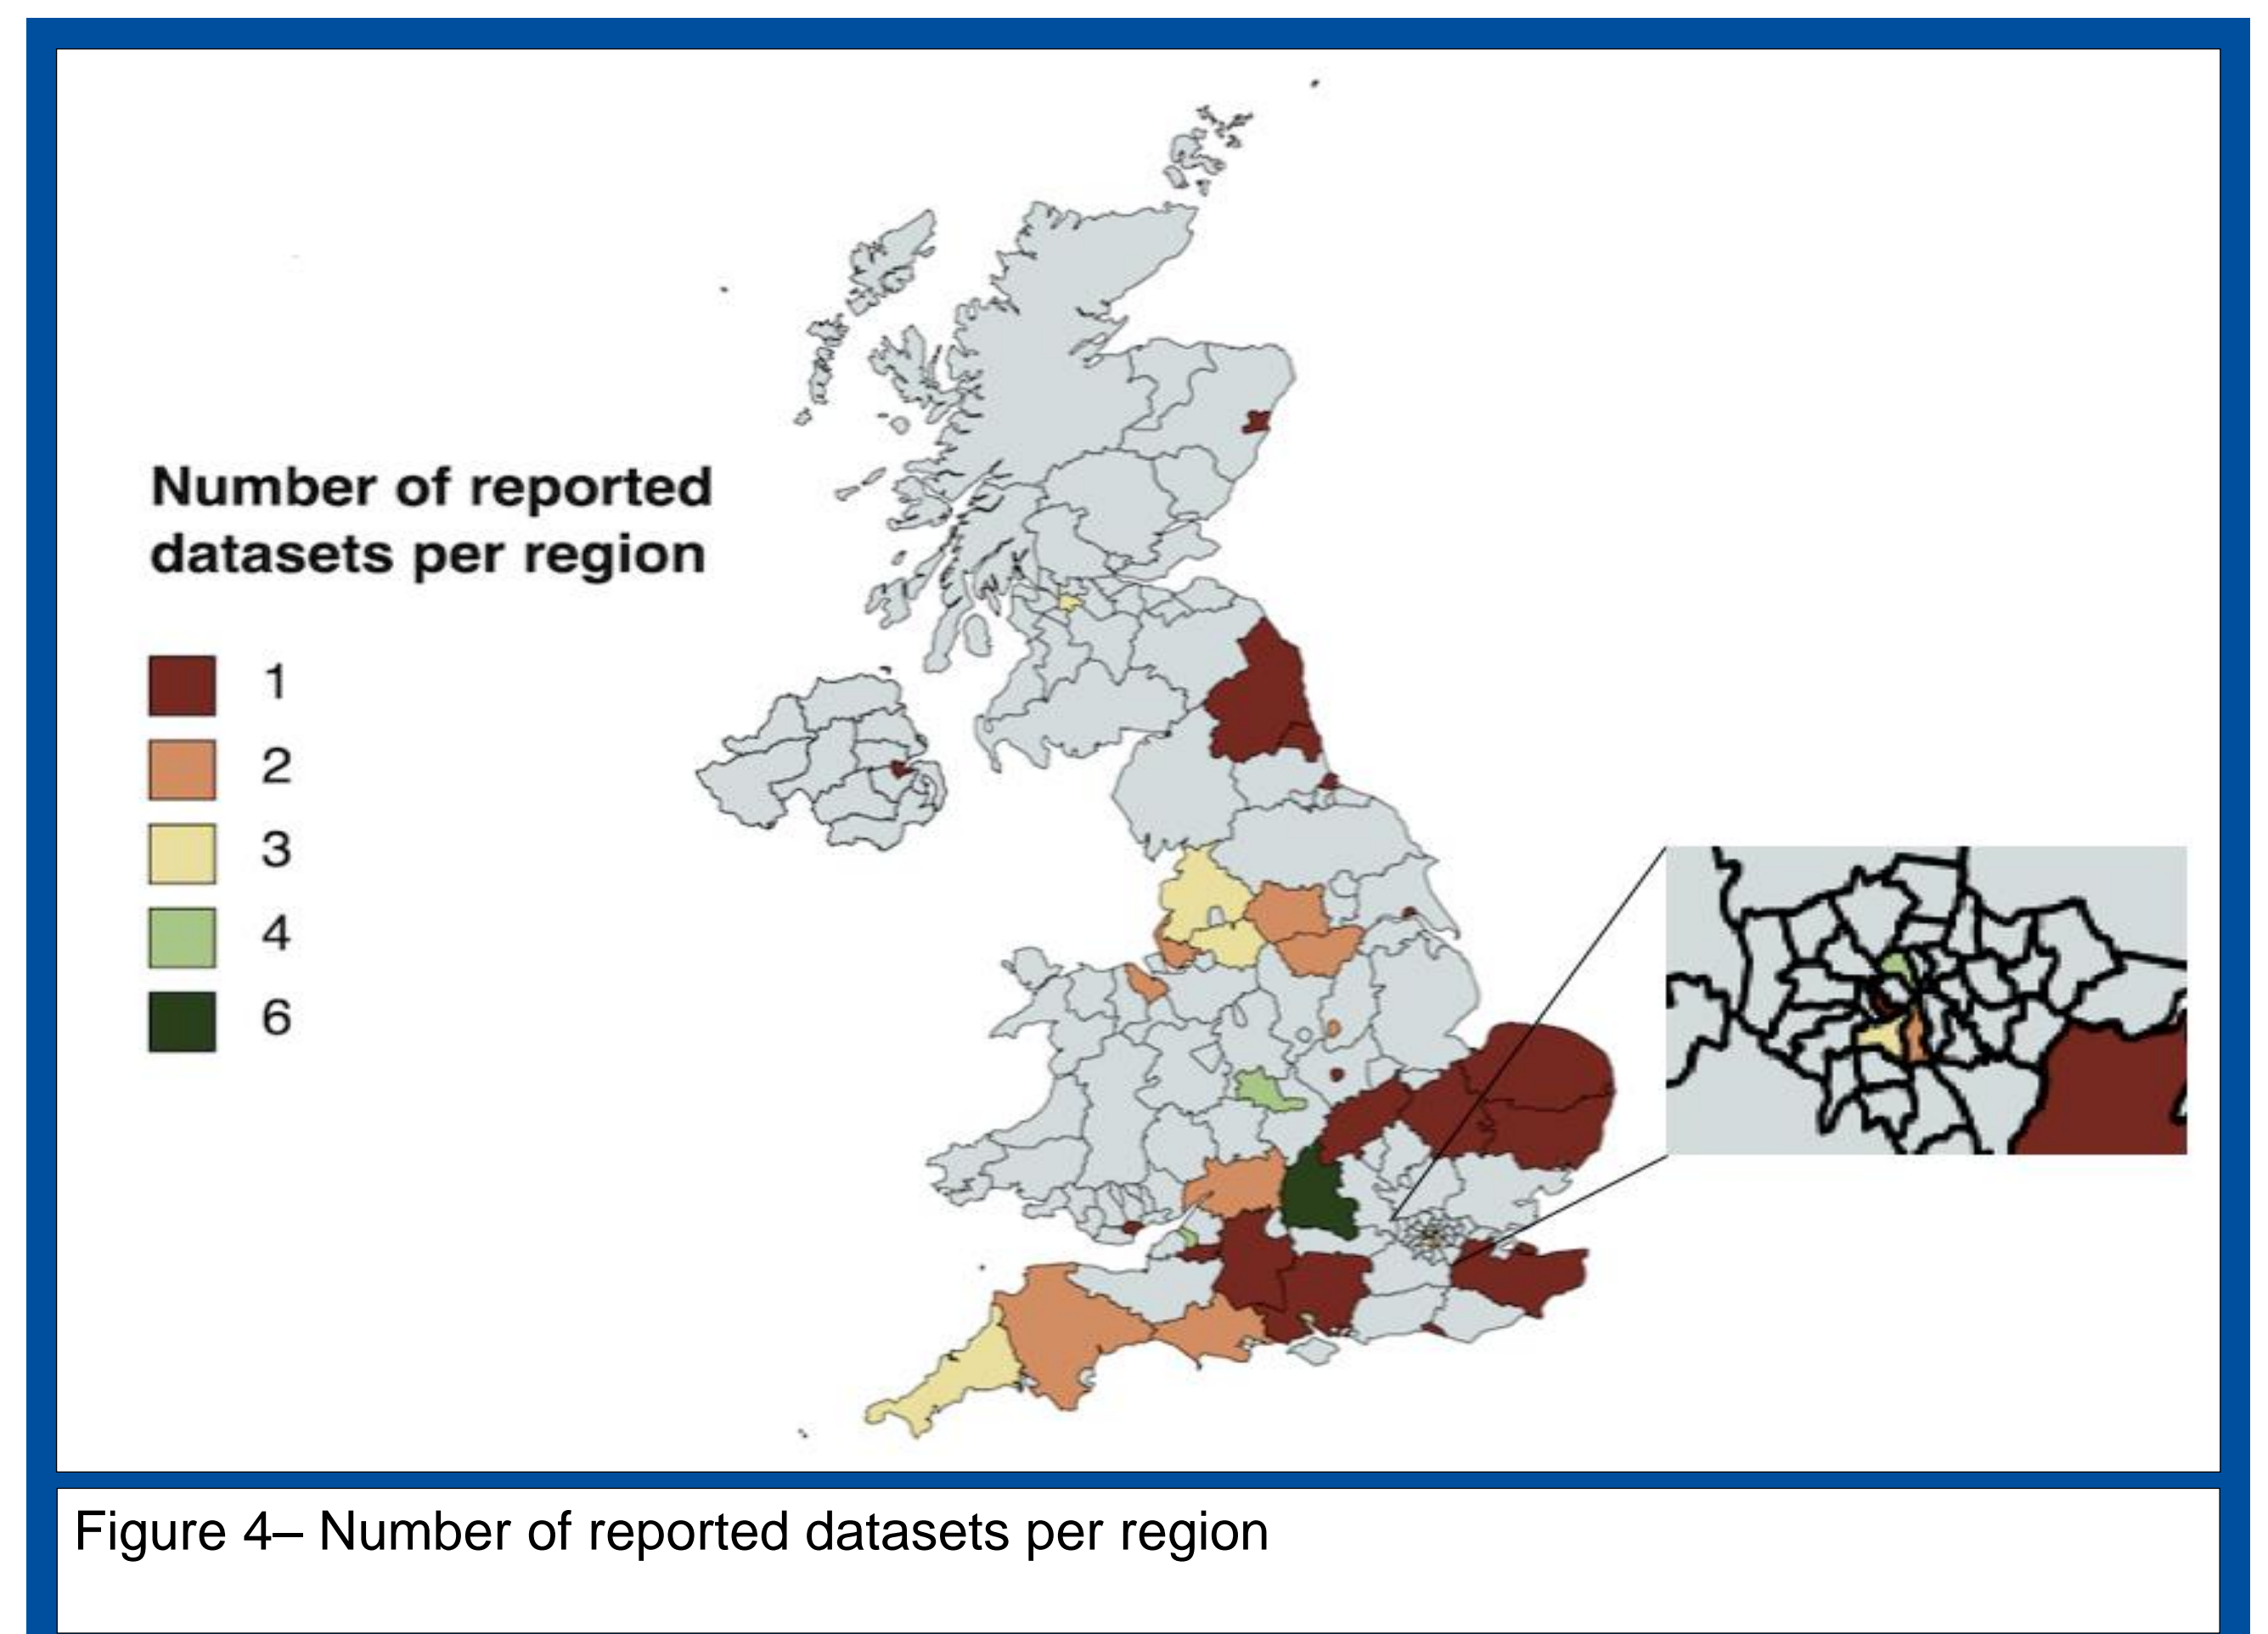 Number of reported
datasets per region
1
2
3
4
6
Figure 4– Number of reported datasets per region